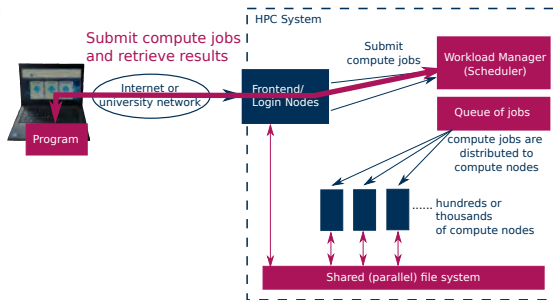 HPC System
Submit compute jobs
and retrieve results
Submit
compute jobs
Workload Manager
(Scheduler)
Internet or
university network
Frontend/
Login Nodes
Queue of jobs
Program
compute jobs are
distributed to
compute nodes
...... hundreds or
thousands
of compute nodes
Shared (parallel) file system